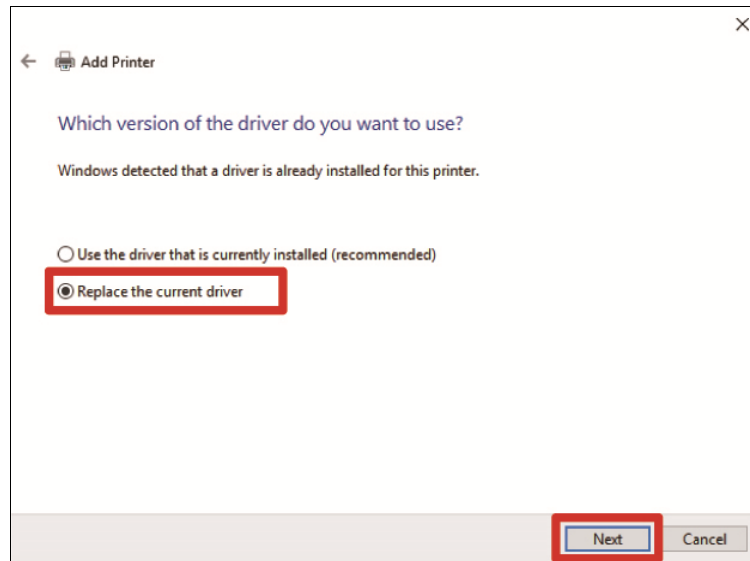 Add Printer
Which version of the driver do you want to use?
Windows detected that a driver is already installed for this printer.
Use the driver that is currently installed (recommended)
Replace the current driver
Next Cancel